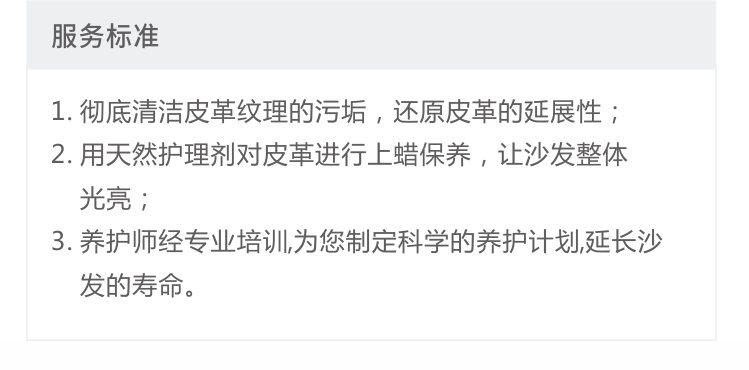 服务标准
1. 彻底清洁皮革纹理的污垢，还原皮革的延展性；
2. 用天然护理剂对皮革进行上蜡保养，让沙发整体
光亮；
3. 养护师经专业培训,为您制定科学的养护计划,延长沙
发的寿命。